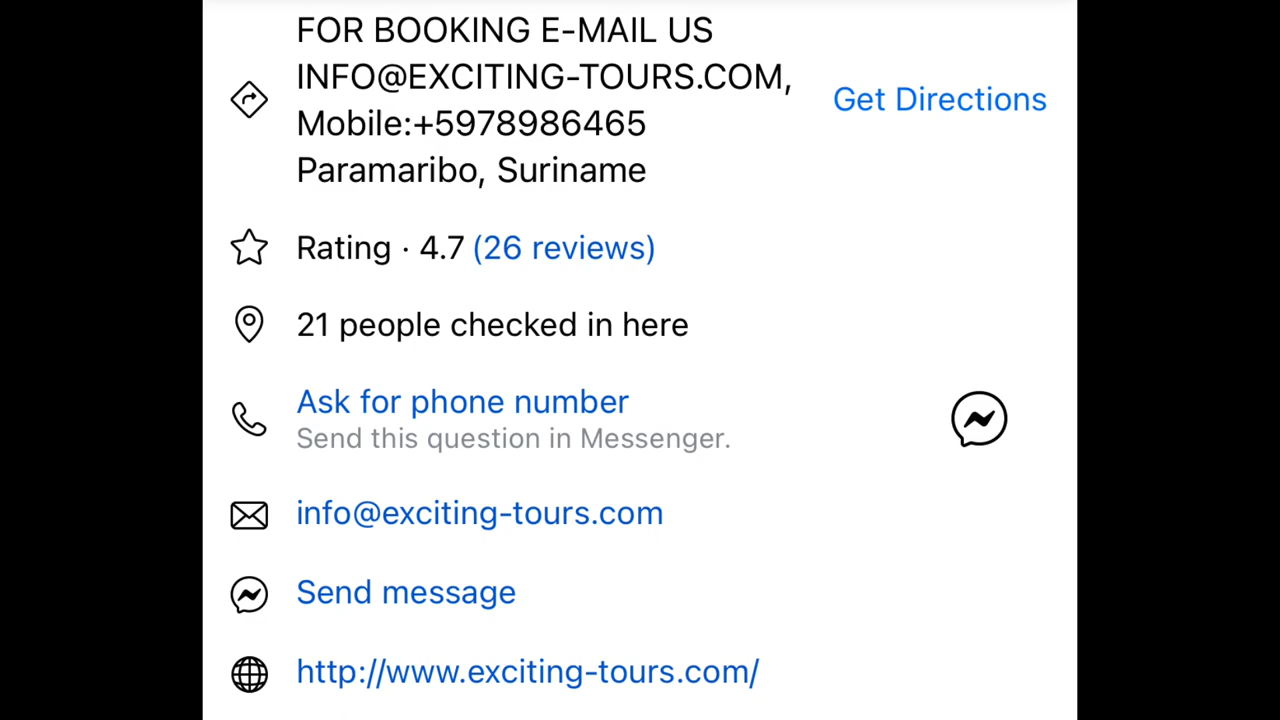 FOR BOOKING E-MAIL US
INFO@EXCITING-TOURS.COM,
Mobile:+5978986465
Paramaribo, Suriname
Get Directions
Rating · 4.7 (26 reviews)
21 people checked in here
Ask for phone number
Send this question in Messenger.
info@exciting-tours.com
Send message
http://www.exciting-tours.com/